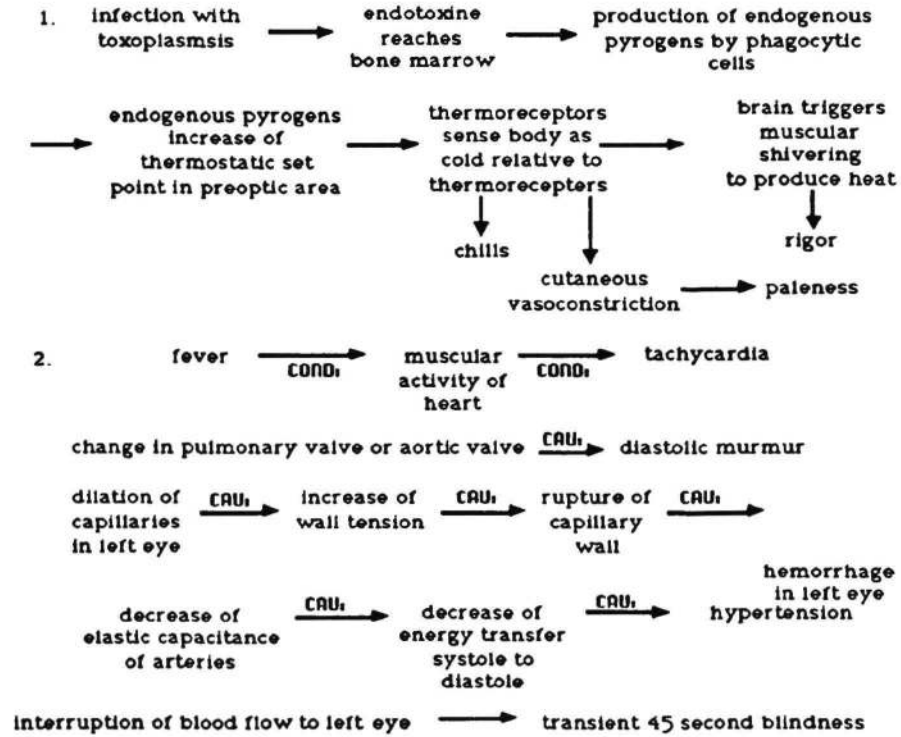 1. infection with
toxoplasmsis
endotoxine
reaches
bone marrow
production of endogenous
pyrogens by phagocytic
cells
endogenous pyrogens
increase of
thermostatic set
point in preoptic area
thermoreceptors
sense body as
cold relative to
thermorecepters
brain triggers
muscular
shivering
to produce heat
chills
rigor
cutaneous
vasoconstriction
paleness
2. fever
COND:
muscular
activity of
heart
COND:
tachycardia
change in pulmonary valve or aortic valve
CAU:
diastolic murmur
dilation of
capillaries
in left eye
CAU:
increase of
wall tension
CAU:
rupture of
capillary
wall
CAU:
hemorrhage
in left eye
decrease of
elastic capacitance
of arteries
CAU:
decrease of
energy transfer
systole to
diastole
CAU:
hypertension
interruption of blood flow to left eye
transient 45 second blindness